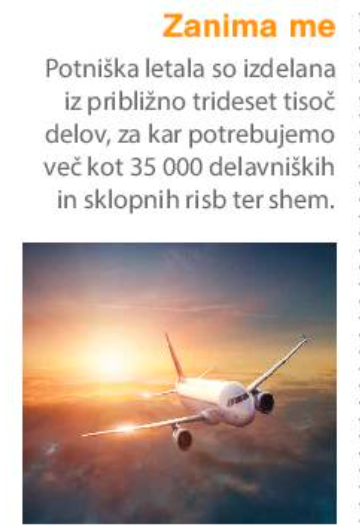 Zanima me
Potniška letala so izdelana
iz približno trideset tisoč
delov, za kar potrebujemo
več kot 35 000 delavniških
in sklopnih risb ter shem.